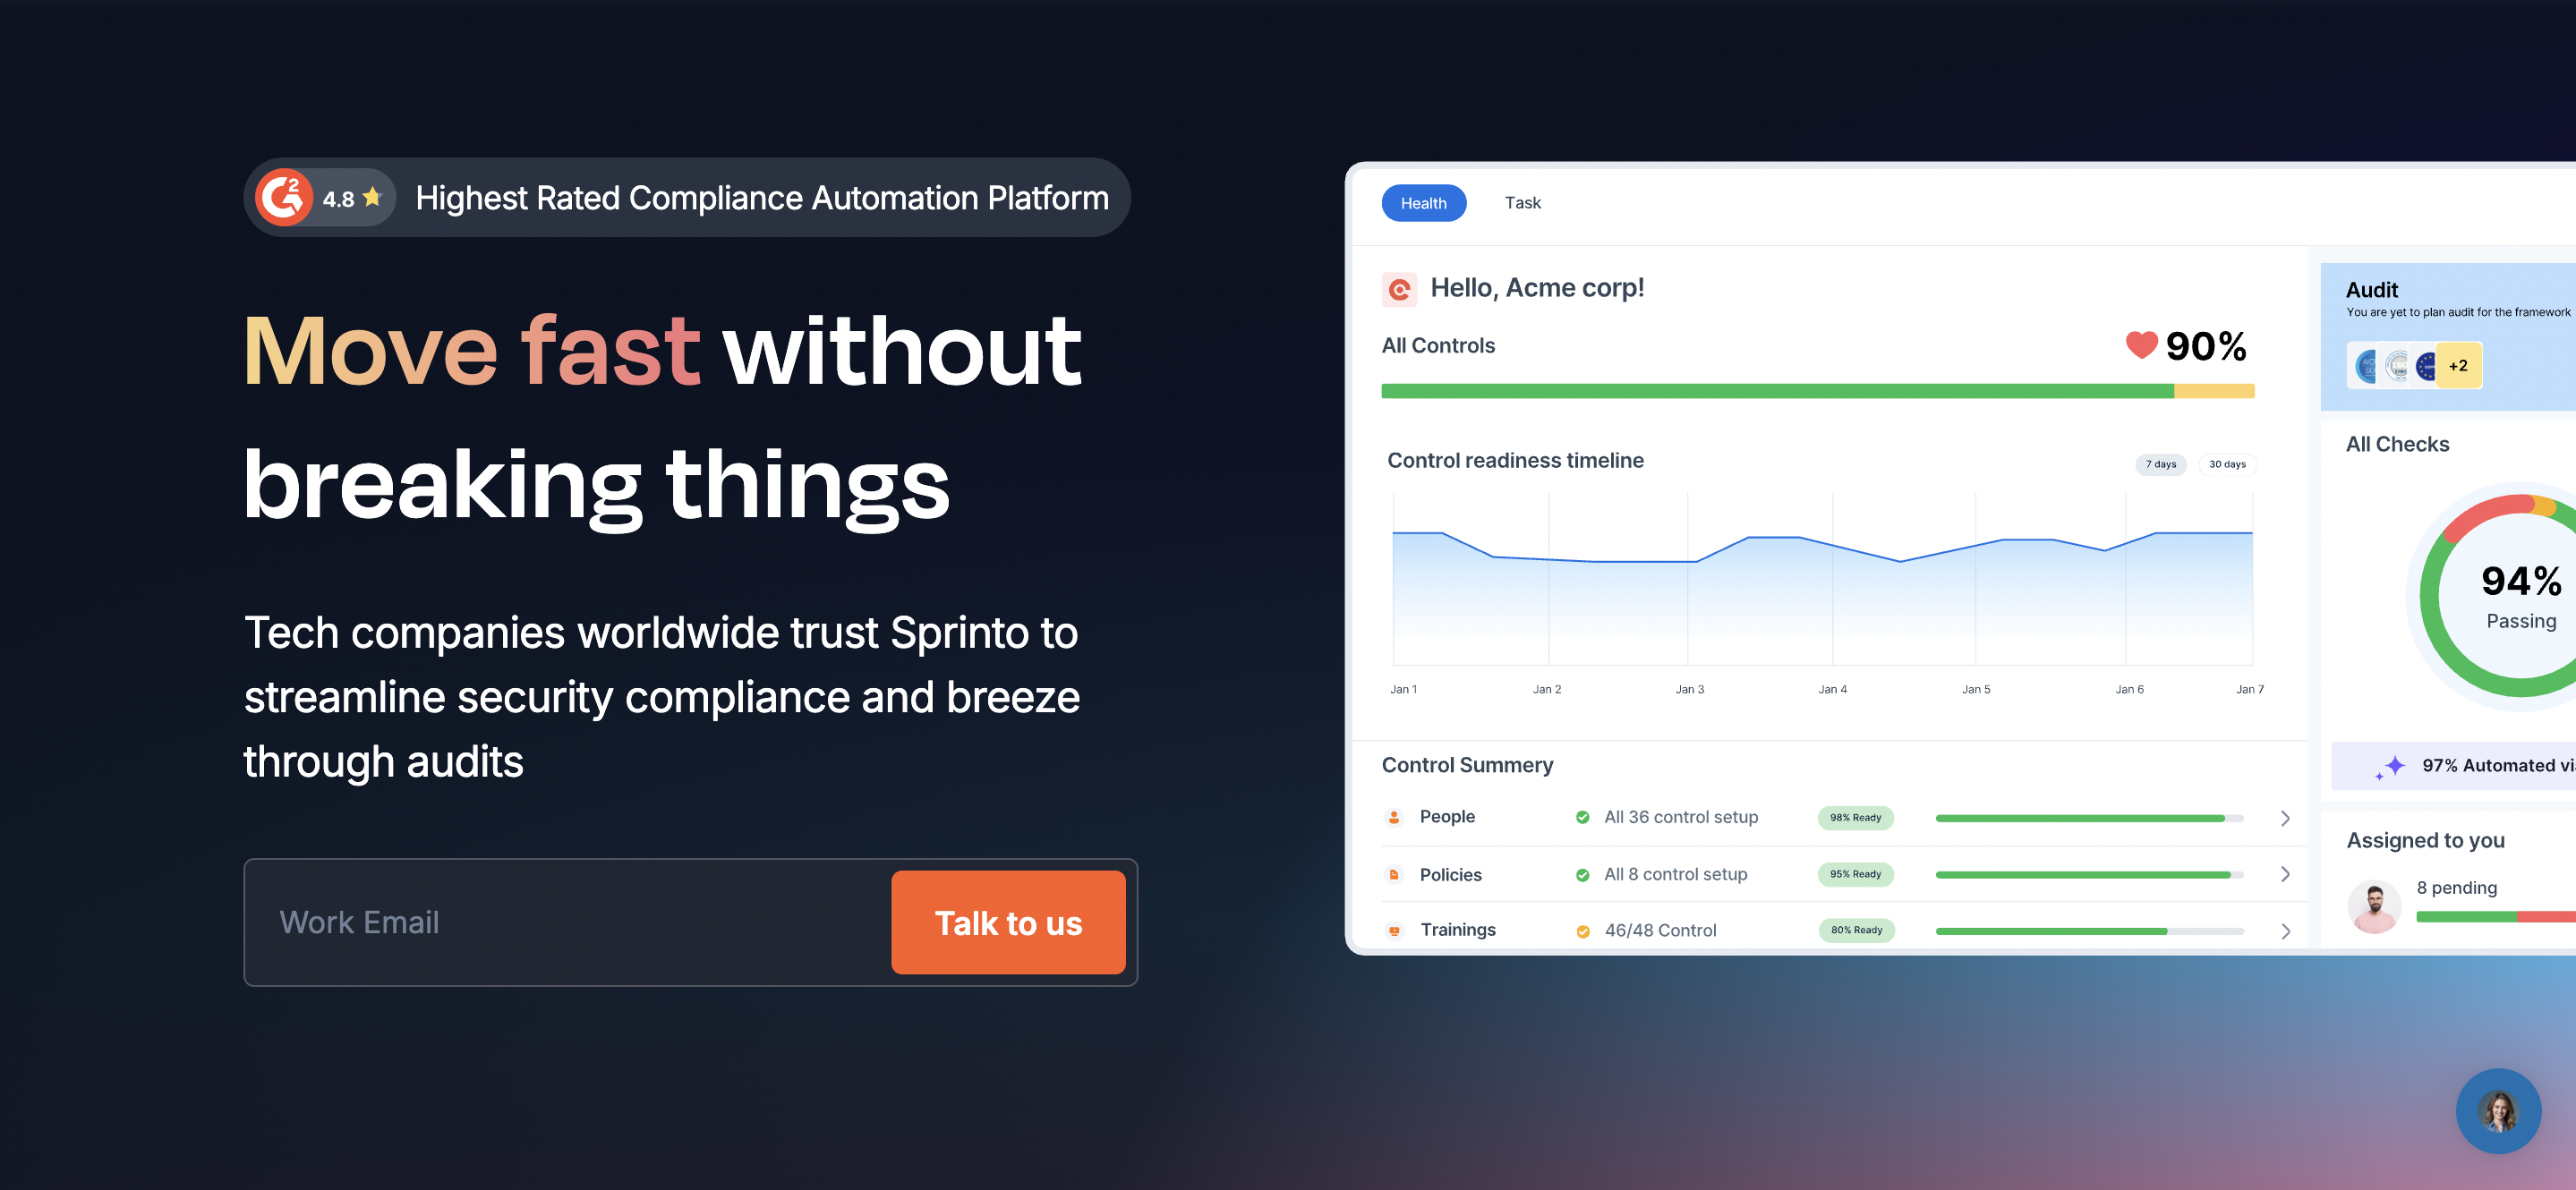 G2 4.8 Highest Rated Compliance Automation Platform
Move fast without
breaking things
Tech companies worldwide trust Sprinto to
streamline security compliance and breeze
through audits
Work Email
Talk to us
Health Task
Hello, Acme corp!
All Controls
90%
Control readiness timeline
7 days 30 days
Jan 1 Jan 2 Jan 3 Jan 4 Jan 5 Jan 6 Jan 7
Control Summery
People All 36 control setup 98% Ready
Policies All 8 control setup 95% Ready
Trainings 46/48 Control 80% Ready
Audit
You are yet to plan audit for the framework
+2
All Checks
94%
Passing
97% Automated vi
Assigned to you
8 pending